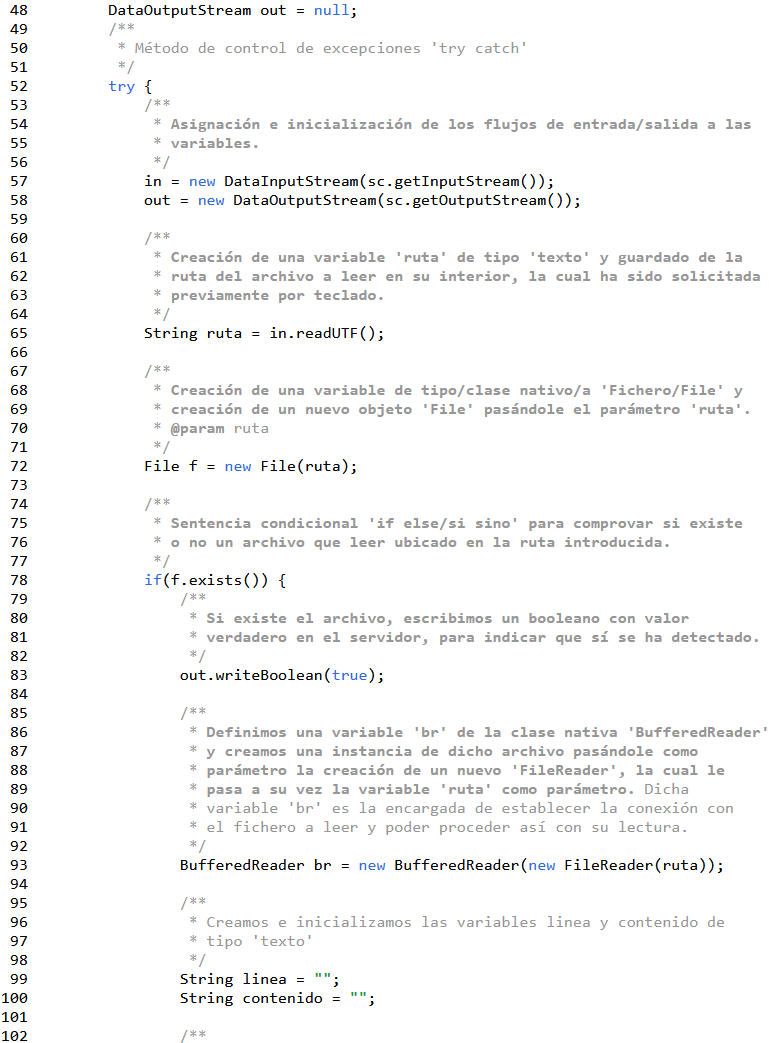 48 DataOutputStream out = null;
49 /**
50 * Método de control de excepciones 'try catch'
51 */
52 try {
53 /**
54 * Asignación e inicialización de los flujos de entrada/salida a las
55 * variables.
56 */
57 in = new DataInputStream(sc.getInputStream());
58 out = new DataOutputStream(sc.getOutputStream());
59
60 /**
61 * Creación de una variable 'ruta' de tipo 'texto' y guardado de la
62 * ruta del archivo a leer en su interior, la cual ha sido solicitada
63 * previamente por teclado.
64 */
65 String ruta = in.readUTF();
66
67 /**
68 * Creación de una variable de tipo/clase nativo/a 'Fichero/File' y
69 * creación de un nuevo objeto 'File' pasándole el parámetro 'ruta'.
70 * @param ruta
71 */
72 File f = new File(ruta);
73
74 /**
75 * Sentencia condicional 'if else/si sino' para comprovar si existe
76 * o no un archivo que leer ubicado en la ruta introducida.
77 */
78 if(f.exists()) {
79 /**
80 * Si existe el archivo, escribimos un booleano con valor
81 * verdadero en el servidor, para indicar que sí se ha detectado.
82 */
83 out.writeBoolean(true);
84
85 /**
86 * Definimos una variable 'br' de la clase nativa 'BufferedReader'
87 * y creamos una instancia de dicho archivo pasándole como
88 * parámetro la creación de un nuevo 'FileReader', la cual le
89 * pasa a su vez la variable 'ruta' como parámetro. Dicha
90 * variable 'br' es la encargada de establecer la conexión con
91 * el fichero a leer y poder proceder así con su lectura.
92 */
93 BufferedReader br = new BufferedReader(new FileReader(ruta));
94
95 /**
96 * Creamos e inicializamos las variables linea y contenido de
97 * tipo 'texto'
98 */
99 String linea = "";
100 String contenido = "";
101
102 /**